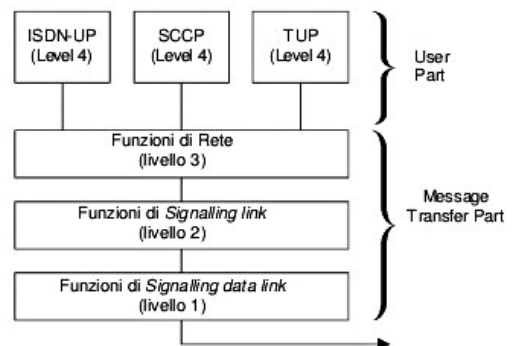 ISDN-UP
(Level 4)
SCCP
(Level 4)
TUP
(Level 4)
User
Part
Funzioni di Rete
(livello 3)
Funzioni di Signalling link
(livello 2)
Message
Transfer Part
Funzioni di Signalling data link
(livello 1)